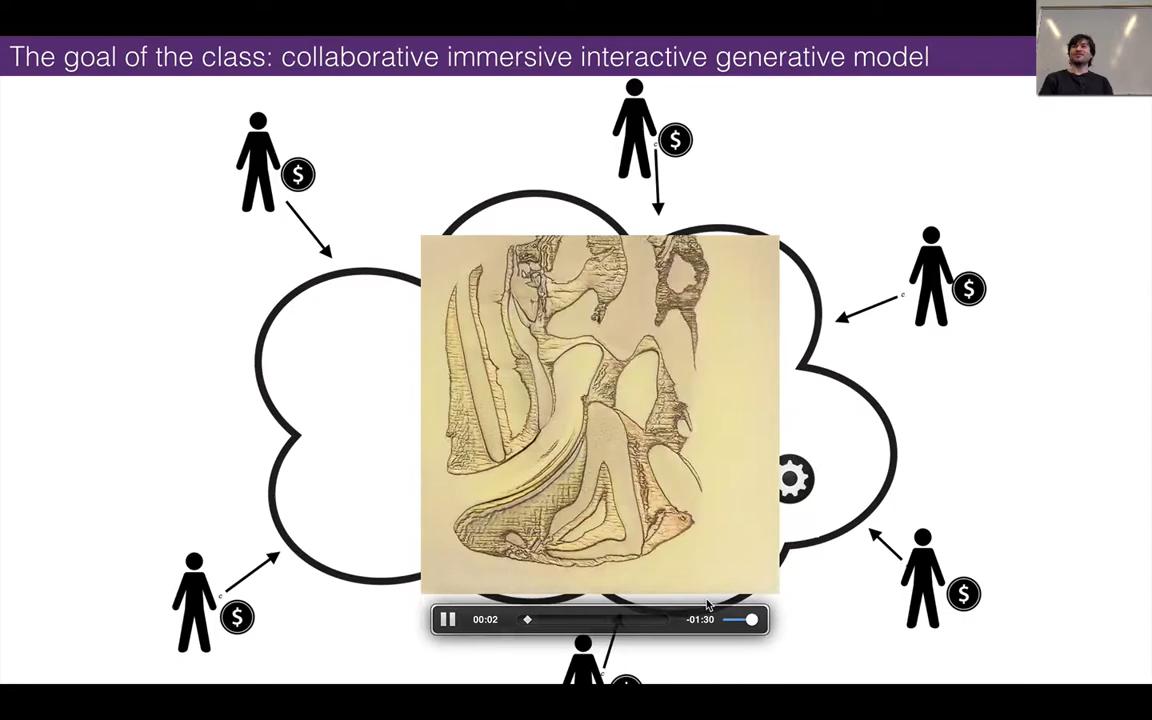 The goal of the class: collaborative immersive interactive generative model
$
$
c
$
c
00:02
-01:30
$
c
$
c